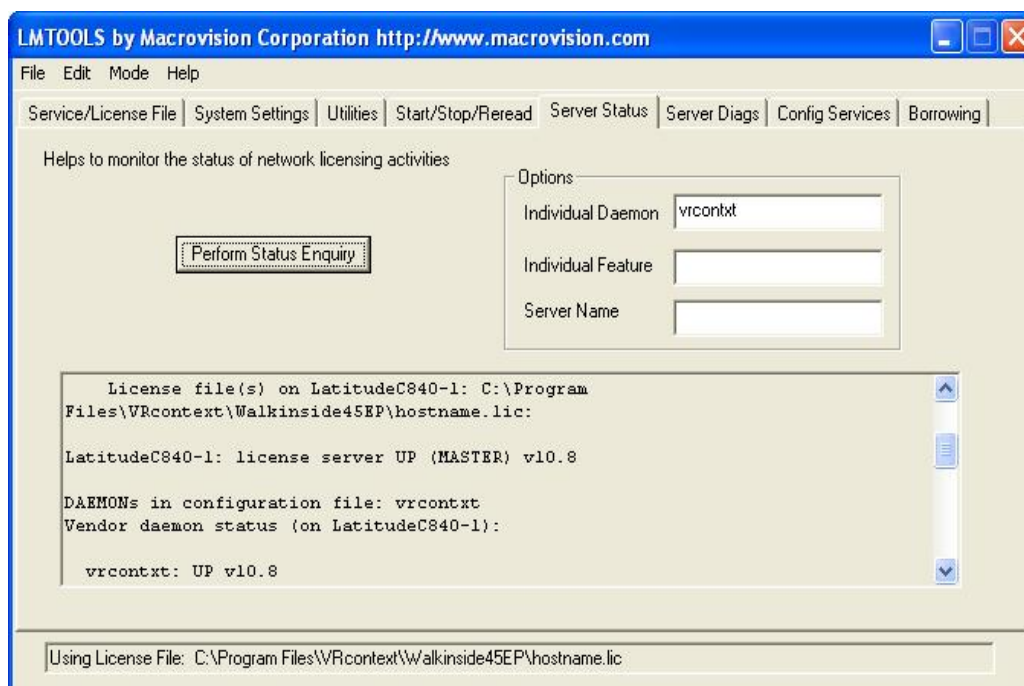 LMTOOLS by Macrovision Corporation http://www.macrovision.com
File Edit Mode Help
Service/License File System Settings Utilities Start/Stop/Reread Server Status Server Diags Config Services Borrowing
Helps to monitor the status of network licensing activities
Options
Individual Daemon vrcontxt
Perform Status Enquiry
Individual Feature
Server Name
License file(s) on LatitudeC840-1: C:\Program
Files\VRcontext\Walkinside45EP\hostname.lic:
LatitudeC840-1: license server UP (MASTER) v10.8
DAEMONs in configuration file: vrcontxt
Vendor daemon status (on LatitudeC840-1):
vrcontxt: UP v10.8
Using License File: C:\Program Files\VRcontext\Walkinside45EP\hostname.lic